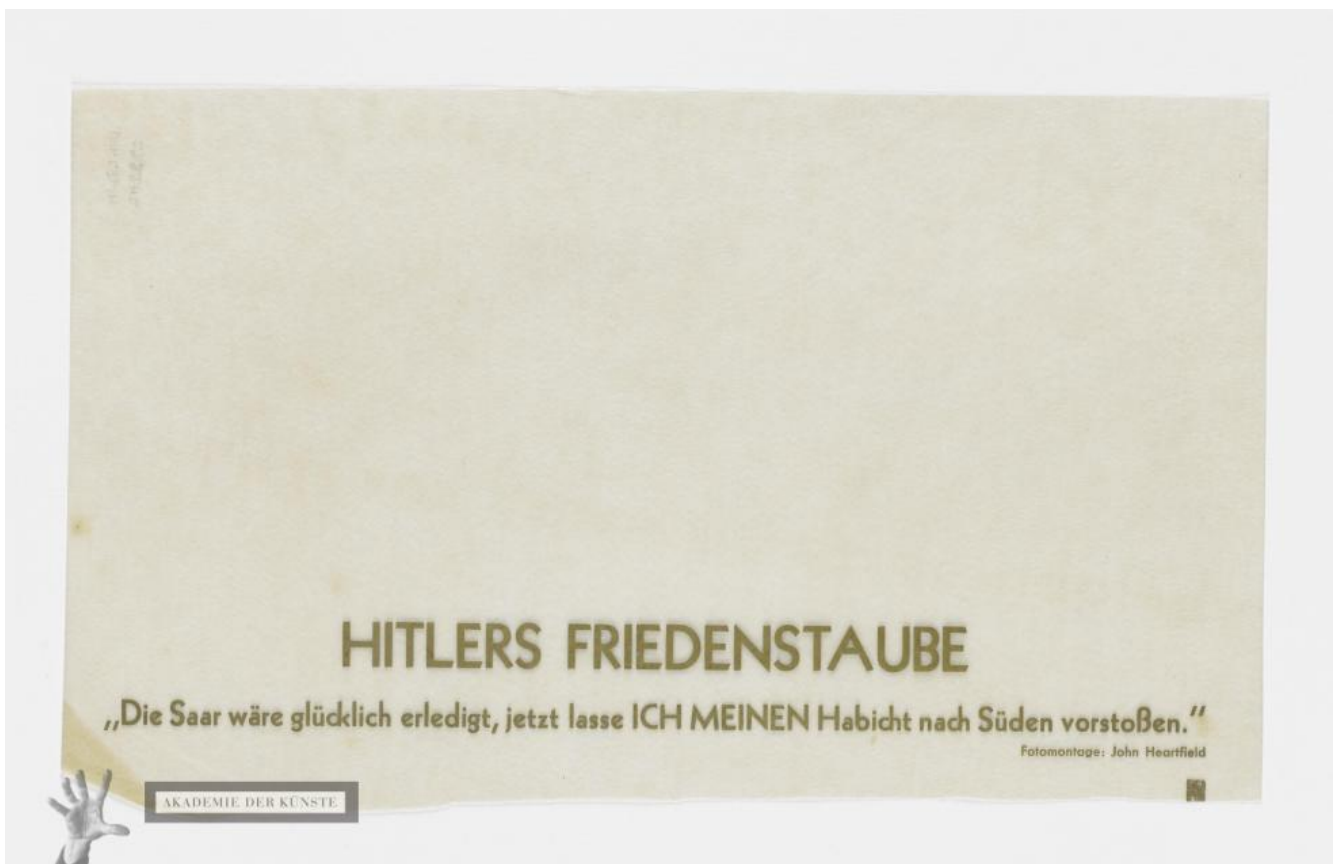 HITLERS FRIEDENSTAUBE
„Die Saar wäre glücklich erledigt, jetzt lasse ICH MEINEN Habicht nach Süden vorstoßen.“
Fotomontage: John Heartfield
AKADEMIE DER KÜNSTE